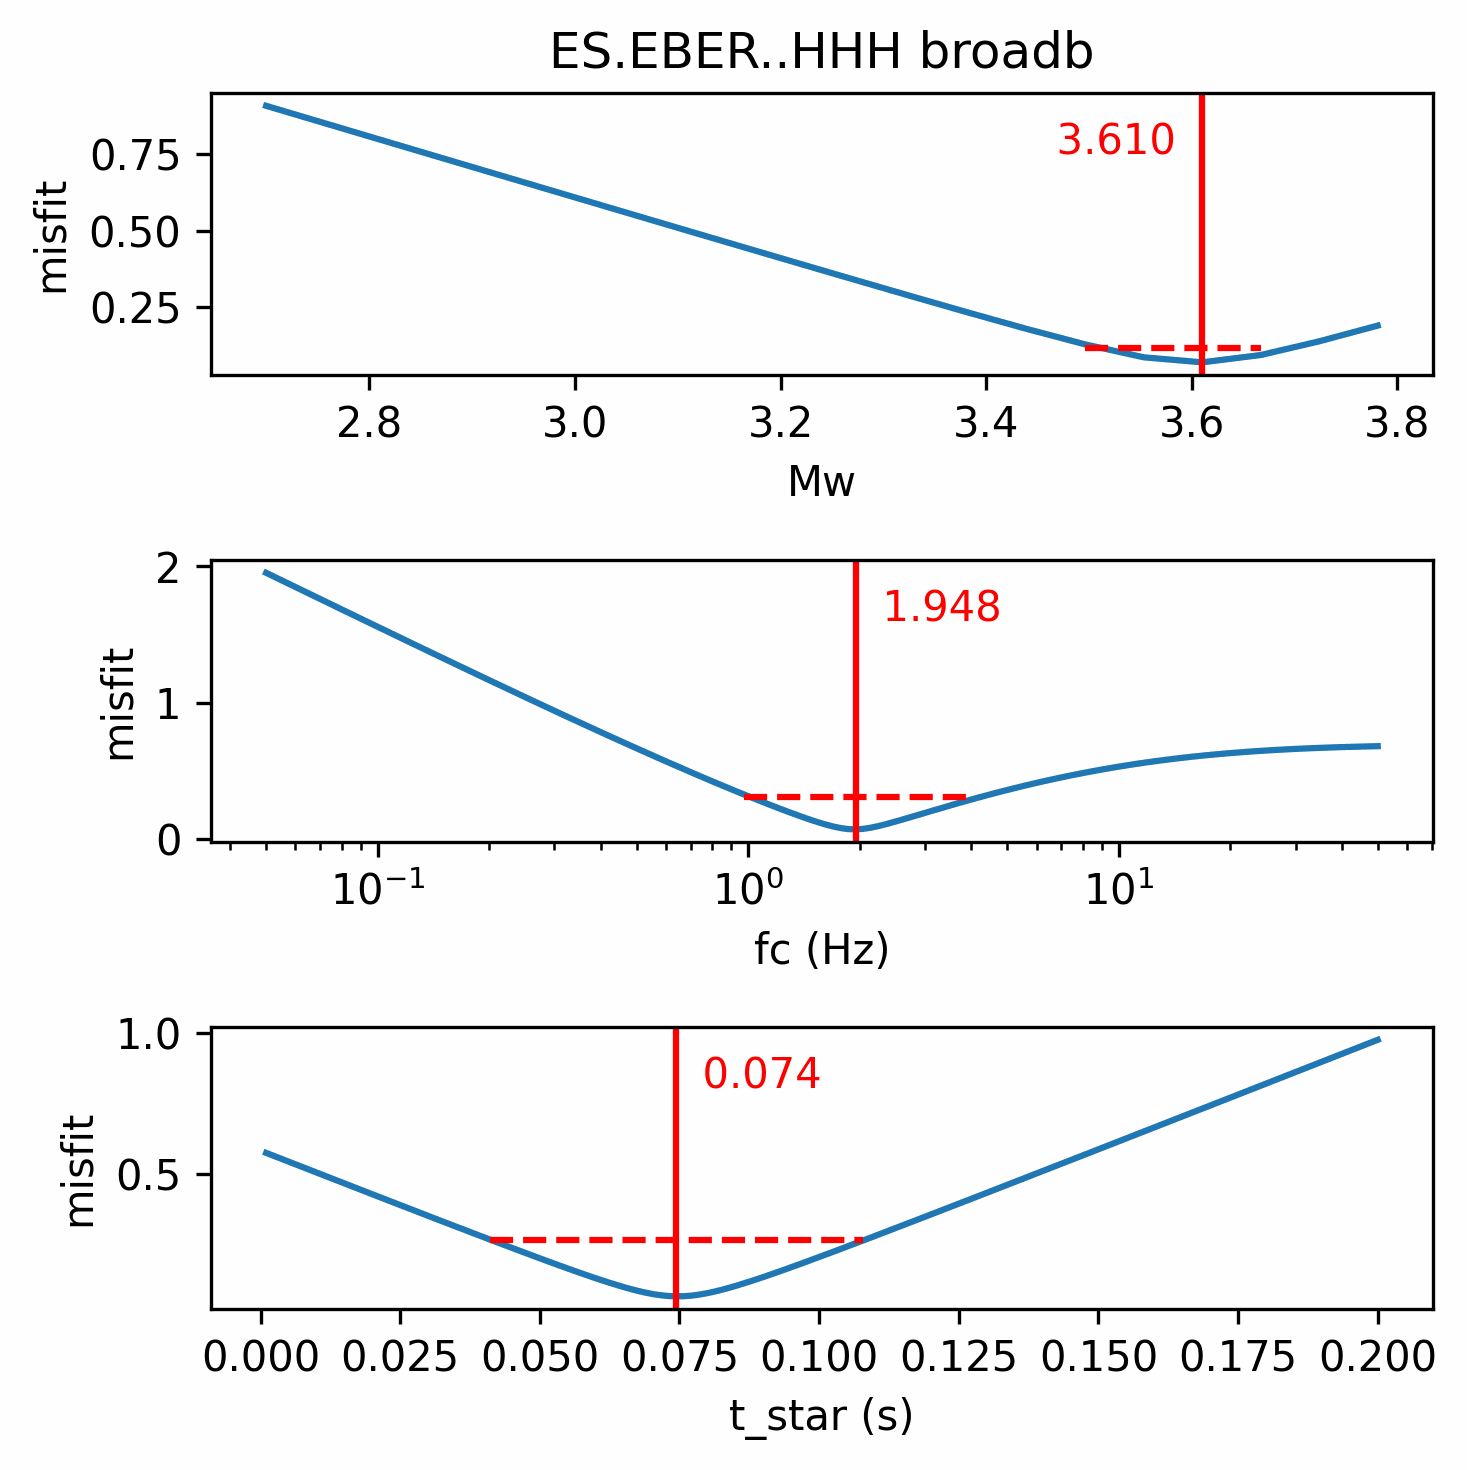 ES.EBER..HHH broadb
0.75
0.50
0.25
misfit
3.610
2.8 3.0 3.2 3.4 3.6 3.8
Mw
2
1
0
misfit
1.948
10⁻¹ 10⁰ 10¹
fc (Hz)
1.0
0.5
misfit
0.074
0.000 0.025 0.050 0.075 0.100 0.125 0.150 0.175 0.200
t_star (s)